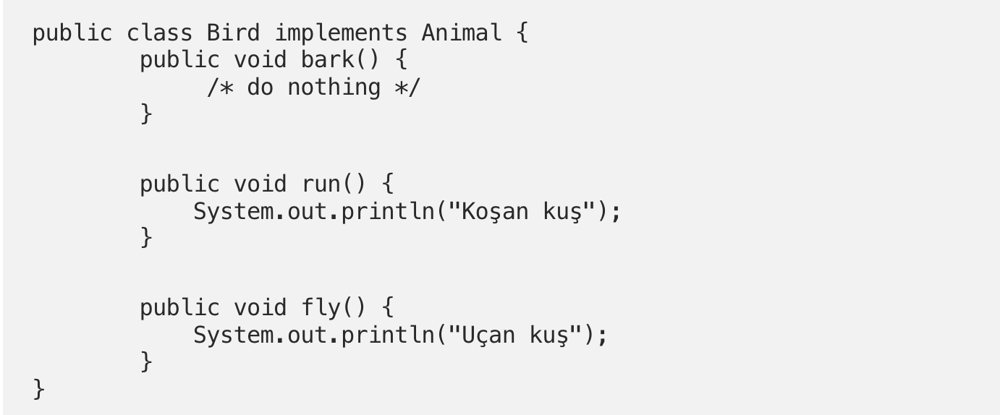 public class Bird implements Animal {
        public void bark() {
             /* do nothing */
        }

        public void run() {
            System.out.println("Koşan kuş");
        }

        public void fly() {
            System.out.println("Uçan kuş");
        }
}